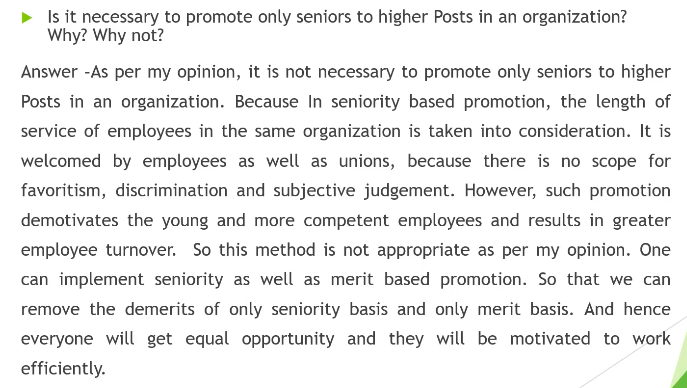 Is it necessary to promote only seniors to higher Posts in an organization?
Why? Why not?
Answer -As per my opinion, it is not necessary to promote only seniors to higher
Posts in an organization. Because In seniority based promotion, the length of
service of employees in the same organization is taken into consideration. It is
welcomed by employees as well as unions, because there is no scope for
favoritism, discrimination and subjective judgement. However, such promotion
demotivates the young and more competent employees and results in greater
employee turnover. So this method is not appropriate as per my opinion. One
can implement seniority as well as merit based promotion. So that we can
remove the demerits of only seniority basis and only merit basis. And hence
everyone will get equal opportunity and they will be motivated to work
efficiently.